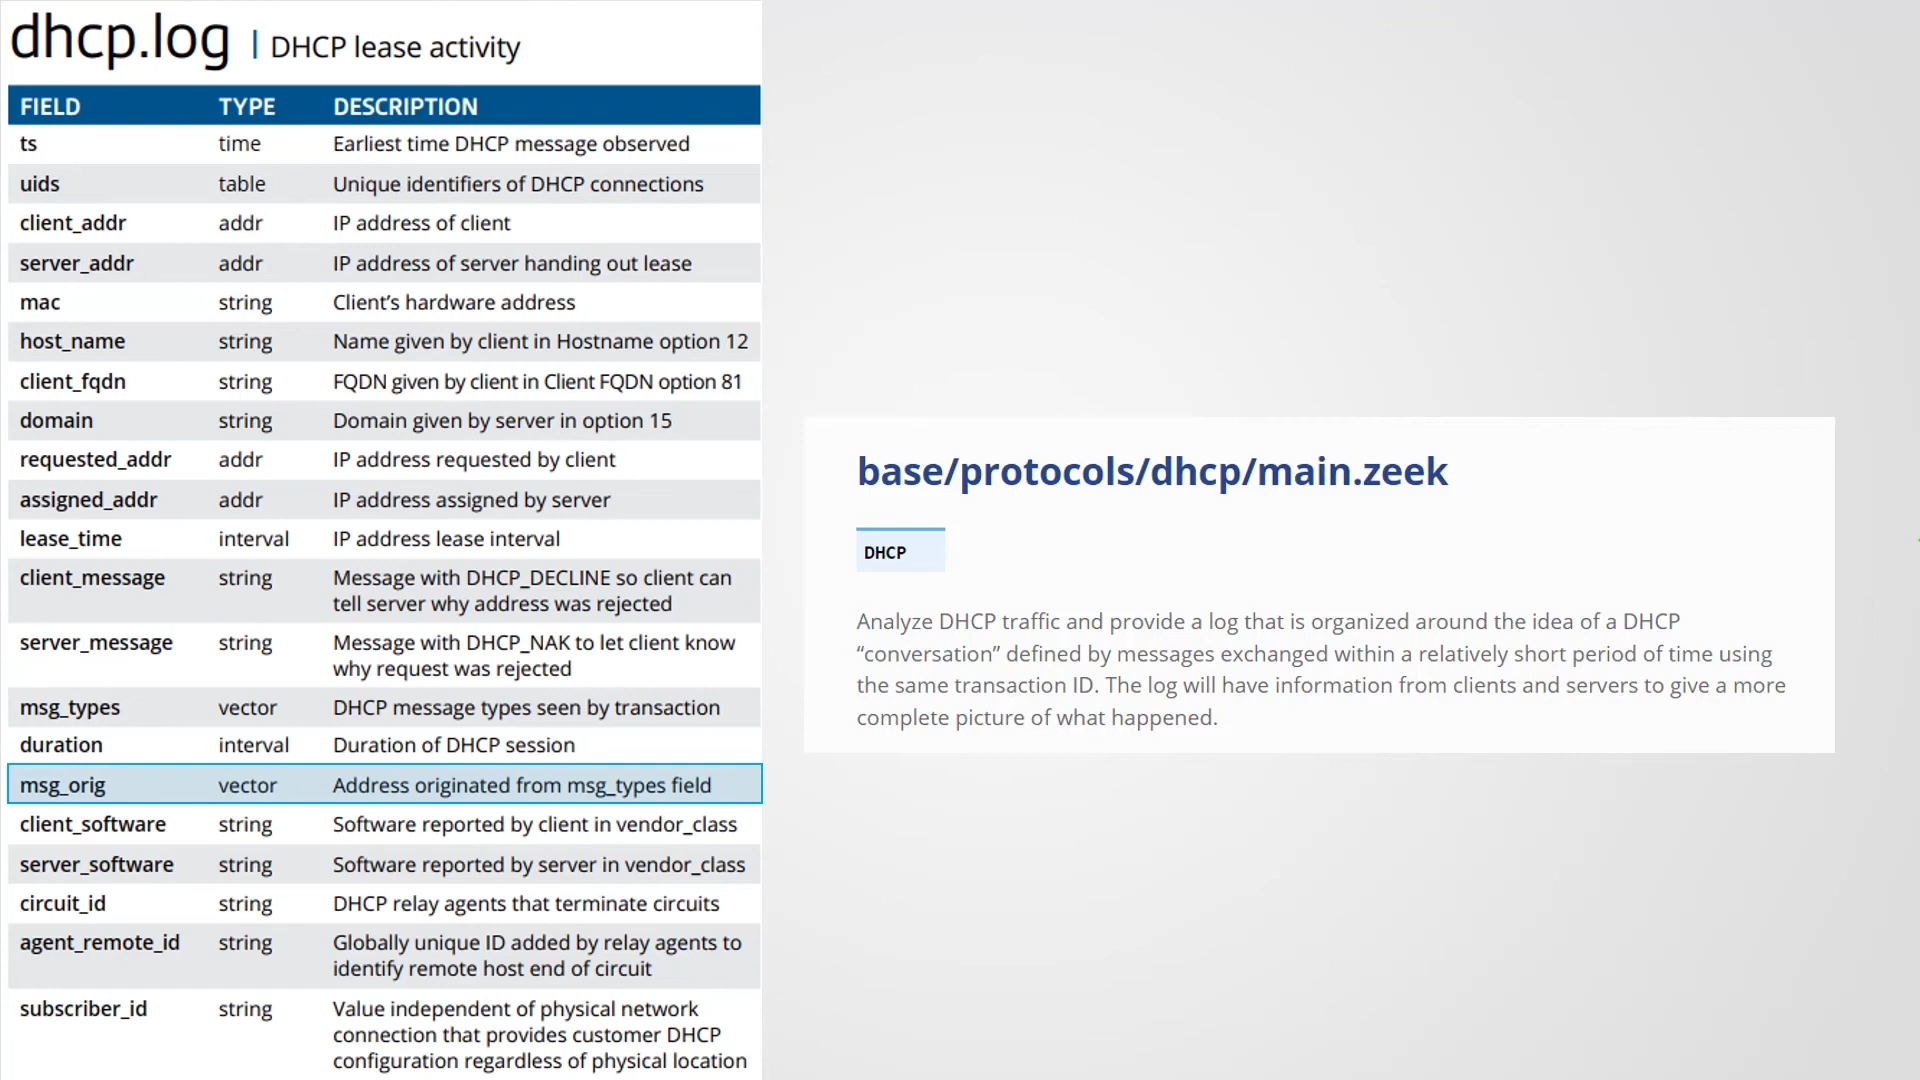 dhcp.log | DHCP lease activity
FIELD TYPE DESCRIPTION
ts time Earliest time DHCP message observed
uids table Unique identifiers of DHCP connections
client_addr addr IP address of client
server_addr addr IP address of server handing out lease
mac string Client’s hardware address
host_name string Name given by client in Hostname option 12
client_fqdn string FQDN given by client in Client FQDN option 81
domain string Domain given by server in option 15
requested_addr addr IP address requested by client
assigned_addr addr IP address assigned by server
lease_time interval IP address lease interval
client_message string Message with DHCP_DECLINE so client can
tell server why address was rejected
server_message string Message with DHCP_NAK to let client know
why request was rejected
msg_types vector DHCP message types seen by transaction
duration interval Duration of DHCP session
msg_orig vector Address originated from msg_types field
client_software string Software reported by client in vendor_class
server_software string Software reported by server in vendor_class
circuit_id string DHCP relay agents that terminate circuits
agent_remote_id string Globally unique ID added by relay agents to
identify remote host end of circuit
subscriber_id string Value independent of physical network
connection that provides customer DHCP
configuration regardless of physical location
base/protocols/dhcp/main.zeek
DHCP
Analyze DHCP traffic and provide a log that is organized around the idea of a DHCP
“conversation” defined by messages exchanged within a relatively short period of time using
the same transaction ID. The log will have information from clients and servers to give a more
complete picture of what happened.